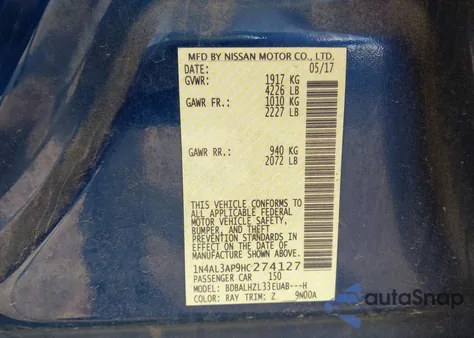 MFD BY NISSAN MOTOR CO., LTD.
DATE: 05/17
GVWR: 1917 KG
4226 LB
GAWR FR.: 1010 KG
2227 LB
GAWR RR.: 940 KG
2072 LB
THIS VEHICLE CONFORMS TO
ALL APPLICABLE FEDERAL
MOTOR VEHICLE SAFETY,
BUMPER, AND THEFT
PREVENTION STANDARDS IN
EFFECT ON THE DATE OF
MANUFACTURE SHOWN ABOVE.
1N4AL3AP9HC274127
PASSENGER CAR 150
MODEL: BDBALHZL33EUAB---H
COLOR: RAY TRIM: Z 9N00A
autoSnap